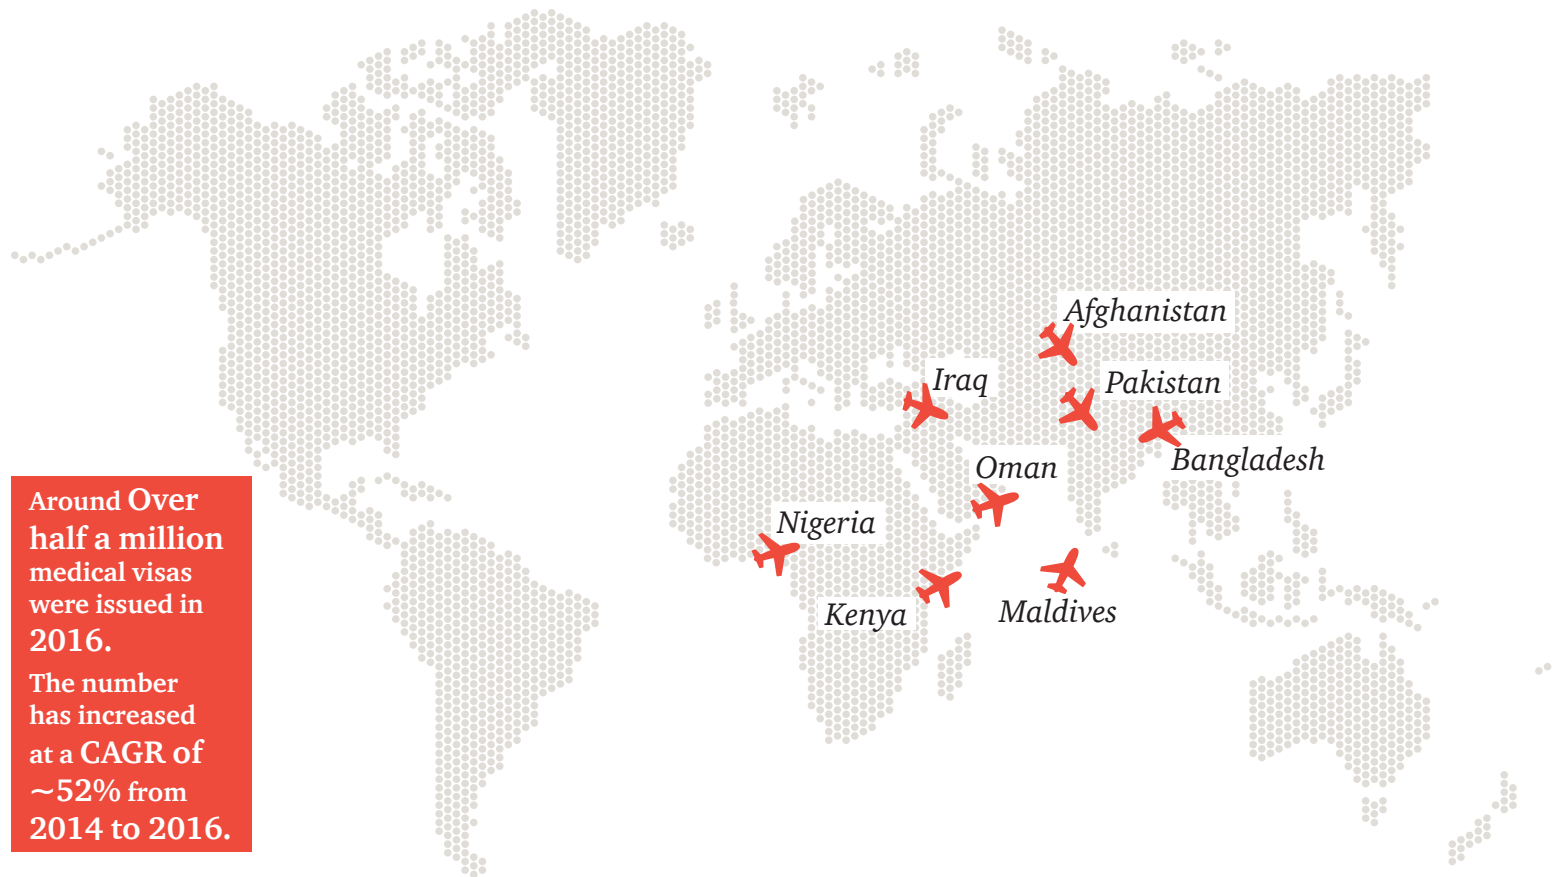 Afghanistan
Iraq
Pakistan
Bangladesh
Oman
Nigeria
Kenya
Maldives
Around Over
half a million
medical visas
were issued in
2016.
The number
has increased
at a CAGR of
~52% from
2014 to 2016.